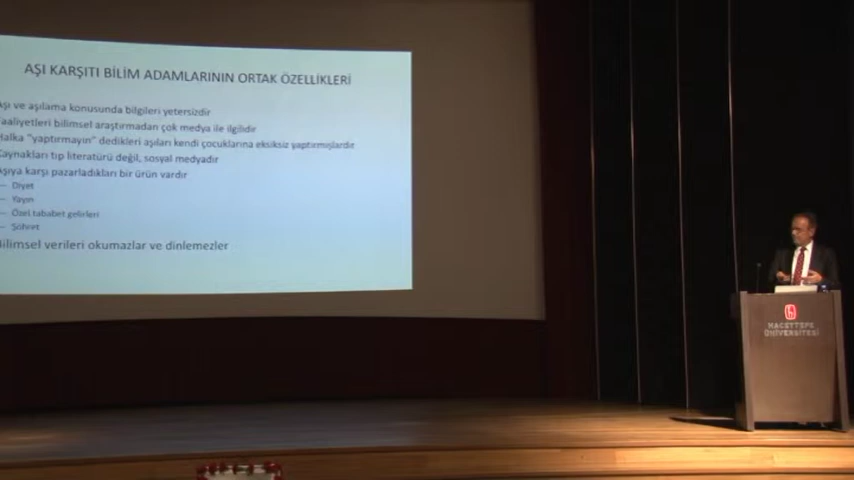 AŞI KARŞITI BİLİM ADAMLARININ ORTAK ÖZELLİKLERİ
Aşı ve aşılama konusunda bilgileri yetersizdir
Faaliyetleri bilimsel araştırmadan çok medya ile ilgilidir
Halka "yaptırmayın" dedikleri aşıları kendi çocuklarına eksiksiz yaptırmışlardır
Kaynakları tıp literatürü değil, sosyal medyadır
Aşıya karşı pazarladıkları bir ürün vardır
– Diyet
– Yayın
– Özel tababet gelirleri
– Şöhret
Bilimsel verileri okumazlar ve dinlemezler
HACETTEPE
ÜNİVERSİTESİ